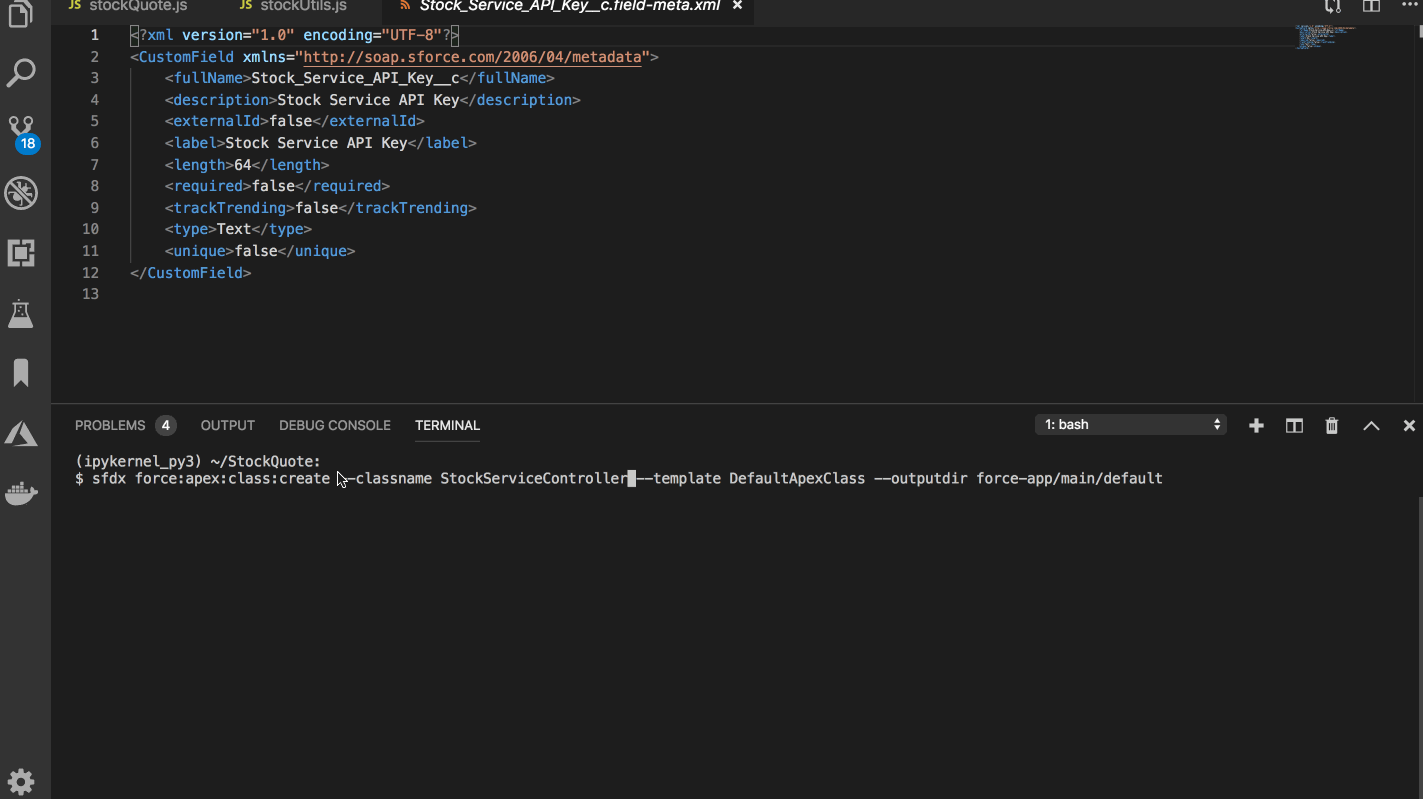 stockQuote.js stockUtils.js Stock_Service_API_Key__c.field-meta.xml
1 <?xml version="1.0" encoding="UTF-8"?>
2 <CustomField xmlns="http://soap.sforce.com/2006/04/metadata">
3 <fullName>Stock_Service_API_Key__c</fullName>
4 <description>Stock Service API Key</description>
5 <externalId>false</externalId>
6 <label>Stock Service API Key</label>
7 <length>64</length>
8 <required>false</required>
9 <trackTrending>false</trackTrending>
10 <type>Text</type>
11 <unique>false</unique>
12 </CustomField>
13
18
PROBLEMS 4 OUTPUT DEBUG CONSOLE TERMINAL 1: bash
(ipykernel_py3) ~/StockQuote:
$ sfdx force:apex:class:create --classname StockServiceController --template DefaultApexClass --outputdir force-app/main/default